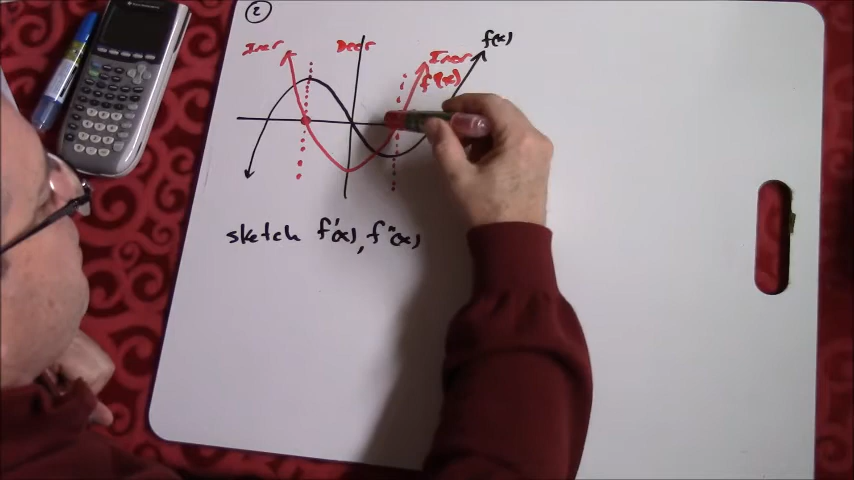 2
Incr Decr Incr f(x)
f'(x)
sketch f'(x), f"(x)